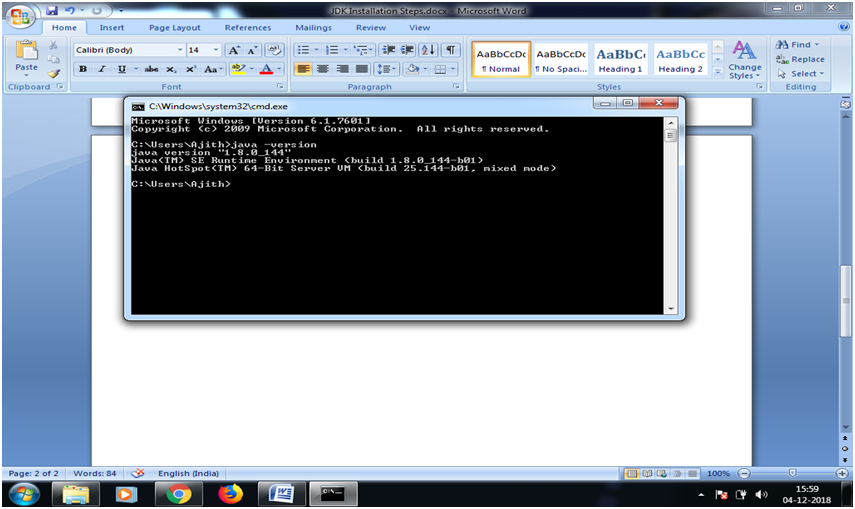 JDK Installation Steps.docx - Microsoft Word
Home Insert Page Layout References Mailings Review View
Paste
Calibri (Body) 14
B I U abc x₂ x² Aa A
AaBbCcDc AaBbCcDc AaBbC AaBbCc
¶ Normal ¶ No Spaci... Heading 1 Heading 2
Change Styles
Find
Replace
Select
Clipboard Font Paragraph Styles Editing
C:\Windows\system32\cmd.exe
Microsoft Windows [Version 6.1.7601]
Copyright (c) 2009 Microsoft Corporation. All rights reserved.
C:\Users\Ajith>java -version
java version "1.8.0_144"
Java(TM) SE Runtime Environment (build 1.8.0_144-b01)
Java HotSpot(TM) 64-Bit Server VM (build 25.144-b01, mixed mode)
C:\Users\Ajith>
Page: 2 of 2 Words: 84 English (India) 100%
15:59
04-12-2018